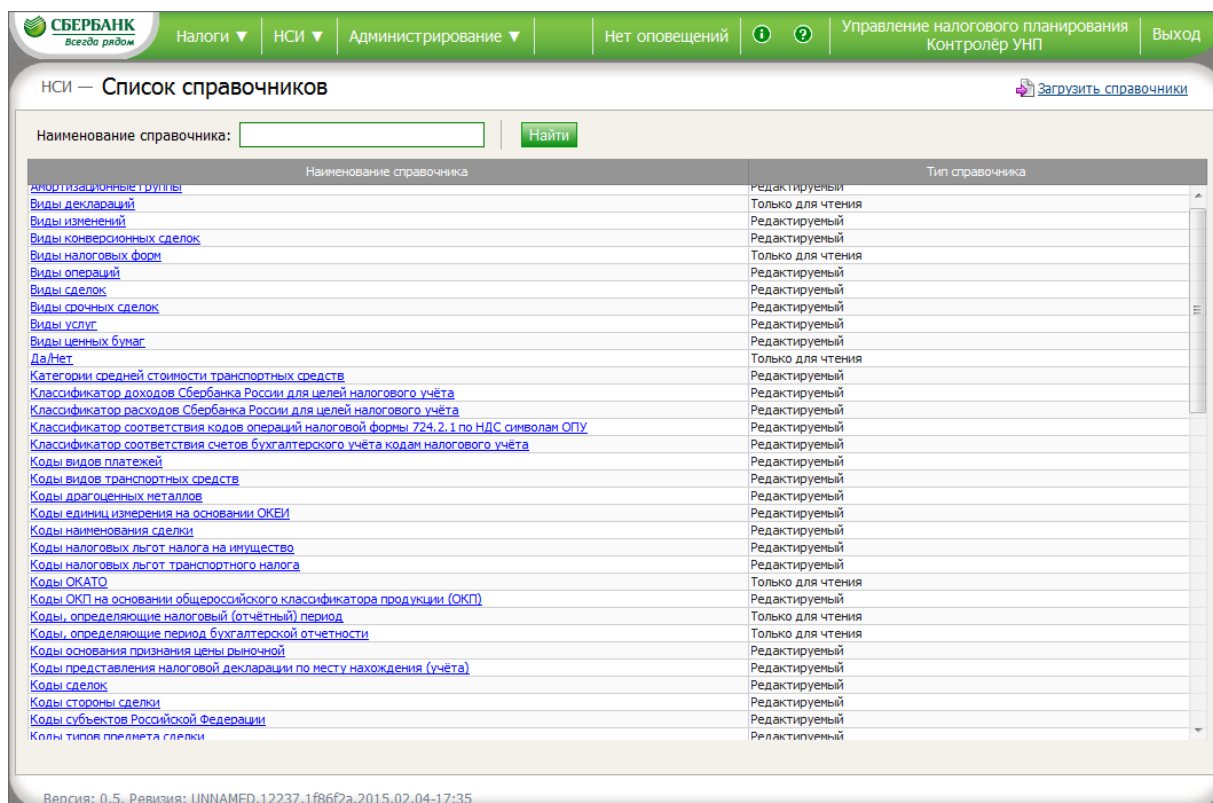 СБЕРБАНК
Всегда рядом
Налоги ▼ НСИ ▼ Администрирование ▼ Нет оповещений Управление налогового планирования Выход
Контролёр УНП
НСИ — Список справочников Загрузить справочники
Наименование справочника: Найти
Наименование справочника Тип справочника
Амортизационные группы Редактируемый
Виды деклараций Только для чтения
Виды изменений Редактируемый
Виды конверсионных сделок Редактируемый
Виды налоговых форм Только для чтения
Виды операций Редактируемый
Виды сделок Редактируемый
Виды срочных сделок Редактируемый
Виды услуг Редактируемый
Виды ценных бумаг Редактируемый
Да/Нет Только для чтения
Категории средней стоимости транспортных средств Редактируемый
Классификатор доходов Сбербанка России для целей налогового учёта Редактируемый
Классификатор расходов Сбербанка России для целей налогового учёта Редактируемый
Классификатор соответствия кодов операций налоговой формы 724.2.1 по НДС символам ОПУ Редактируемый
Классификатор соответствия счетов бухгалтерского учёта кодам налогового учёта Редактируемый
Коды видов платежей Редактируемый
Коды видов транспортных средств Редактируемый
Коды драгоценных металлов Редактируемый
Коды единиц измерения на основании ОКЕИ Редактируемый
Коды наименования сделки Редактируемый
Коды налоговых льгот налога на имущество Редактируемый
Коды налоговых льгот транспортного налога Редактируемый
Коды ОКАТО Только для чтения
Коды ОКП на основании общероссийского классификатора продукции (ОКП) Редактируемый
Коды, определяющие налоговый (отчётный) период Только для чтения
Коды, определяющие период бухгалтерской отчетности Только для чтения
Коды основания признания цены рыночной Редактируемый
Коды представления налоговой декларации по месту нахождения (учёта) Редактируемый
Коды сделок Редактируемый
Коды стороны сделки Редактируемый
Коды субъектов Российской Федерации Редактируемый
Коды типов предмета сделки Редактируемый
Версия: 0.5, Ревизия: UNNAMED.12237.1f86f2a.2015.02.04-17:35